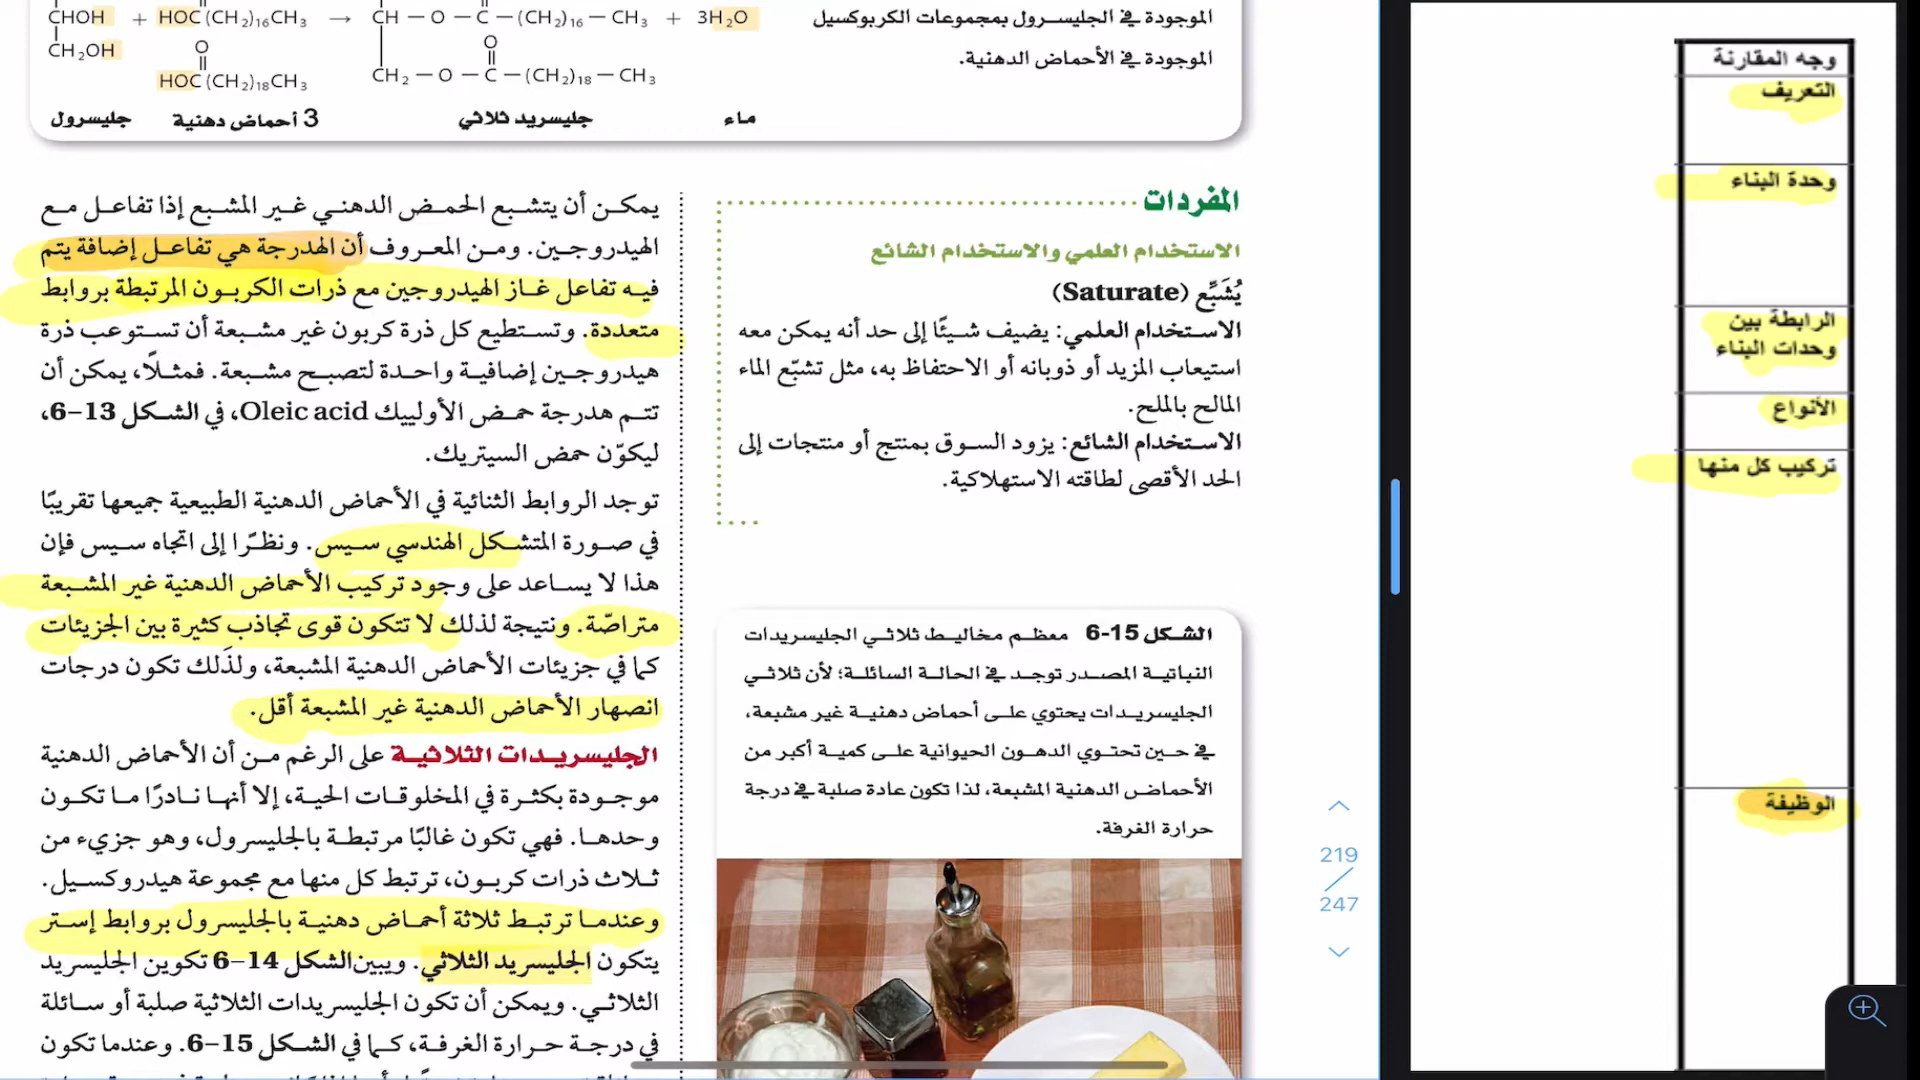 CHOH + HOC(CH₂)₁₆CH₃ → CH — O — C — (CH₂)₁₆ — CH₃ + 3H₂O
CH₂OH
O
O
HOC(CH₂)₁₈CH₃
CH₂ — O — C — (CH₂)₁₈ — CH₃
جليسرول
3 أحماض دهنية
جليسريد ثلاثي
ماء
الموجودة في الجليسرول بمجموعات الكربوكسيل
الموجودة في الأحماض الدهنية.
المفردات
الاستخدام العلمي والاستخدام الشائع
يُشَبِّع (Saturate)
الاستخدام العلمي: يضيف شيئًا إلى حد أنه يمكن معه
استيعاب المزيد أو ذوبانه أو الاحتفاظ به، مثل تشبّع الماء
المالح بالملح.
الاستخدام الشائع: يزود السوق بمنتج أو منتجات إلى
الحد الأقصى لطاقته الاستهلاكية.
الشكل 15-6 معظم مخاليط ثلاثي الجليسريدات
النباتية المصدر توجد في الحالة السائلة؛ لأن ثلاثي
الجليسريدات يحتوي على أحماض دهنية غير مشبعة،
في حين تحتوي الدهون الحيوانية على كمية أكبر من
الأحماض الدهنية المشبعة، لذا تكون عادة صلبة في درجة
حرارة الغرفة.
يمكن أن يتشبع الحمض الدهني غير المشبع إذا تفاعل مع
الهيدروجين. ومن المعروف أن الهدرجة هي تفاعل إضافة يتم
فيه تفاعل غاز الهيدروجين مع ذرات الكربون المرتبطة بروابط
متعددة. وتستطيع كل ذرة كربون غير مشبعة أن تستوعب ذرة
هيدروجين إضافية واحدة لتصبح مشبعة. فمثلًا، يمكن أن
تتم هدرجة حمض الأولييك Oleic acid، في الشكل 13–6،
ليكوّن حمض السيتريك.
توجد الروابط الثنائية في الأحماض الدهنية الطبيعية جميعها تقريبًا
في صورة المتشكل الهندسي سيس. ونظرًا إلى اتجاه سيس فإن
هذا لا يساعد على وجود تركيب الأحماض الدهنية غير المشبعة
متراصّة. ونتيجة لذلك لا تتكون قوى تجاذب كثيرة بين الجزيئات
كما في جزيئات الأحماض الدهنية المشبعة، ولذلك تكون درجات
انصهار الأحماض الدهنية غير المشبعة أقل.
الجليسريدات الثلاثية على الرغم من أن الأحماض الدهنية
موجودة بكثرة في المخلوقات الحية، إلا أنها نادرًا ما تكون
وحدها. فهي تكون غالبًا مرتبطة بالجليسرول، وهو جزيء من
ثلاث ذرات كربون، ترتبط كل منها مع مجموعة هيدروكسيل.
وعندما ترتبط ثلاثة أحماض دهنية بالجليسرول بروابط إستر
يتكون الجليسريد الثلاثي. ويبين الشكل 14–6 تكوين الجليسريد
الثلاثي. ويمكن أن تكون الجليسريدات الثلاثية صلبة أو سائلة
في درجة حرارة الغرفة، كما في الشكل 15–6. وعندما تكون
219
247
وجه المقارنة
التعريف
وحدة البناء
الرابطة بين
وحدات البناء
الأنواع
تركيب كل منها
الوظيفة